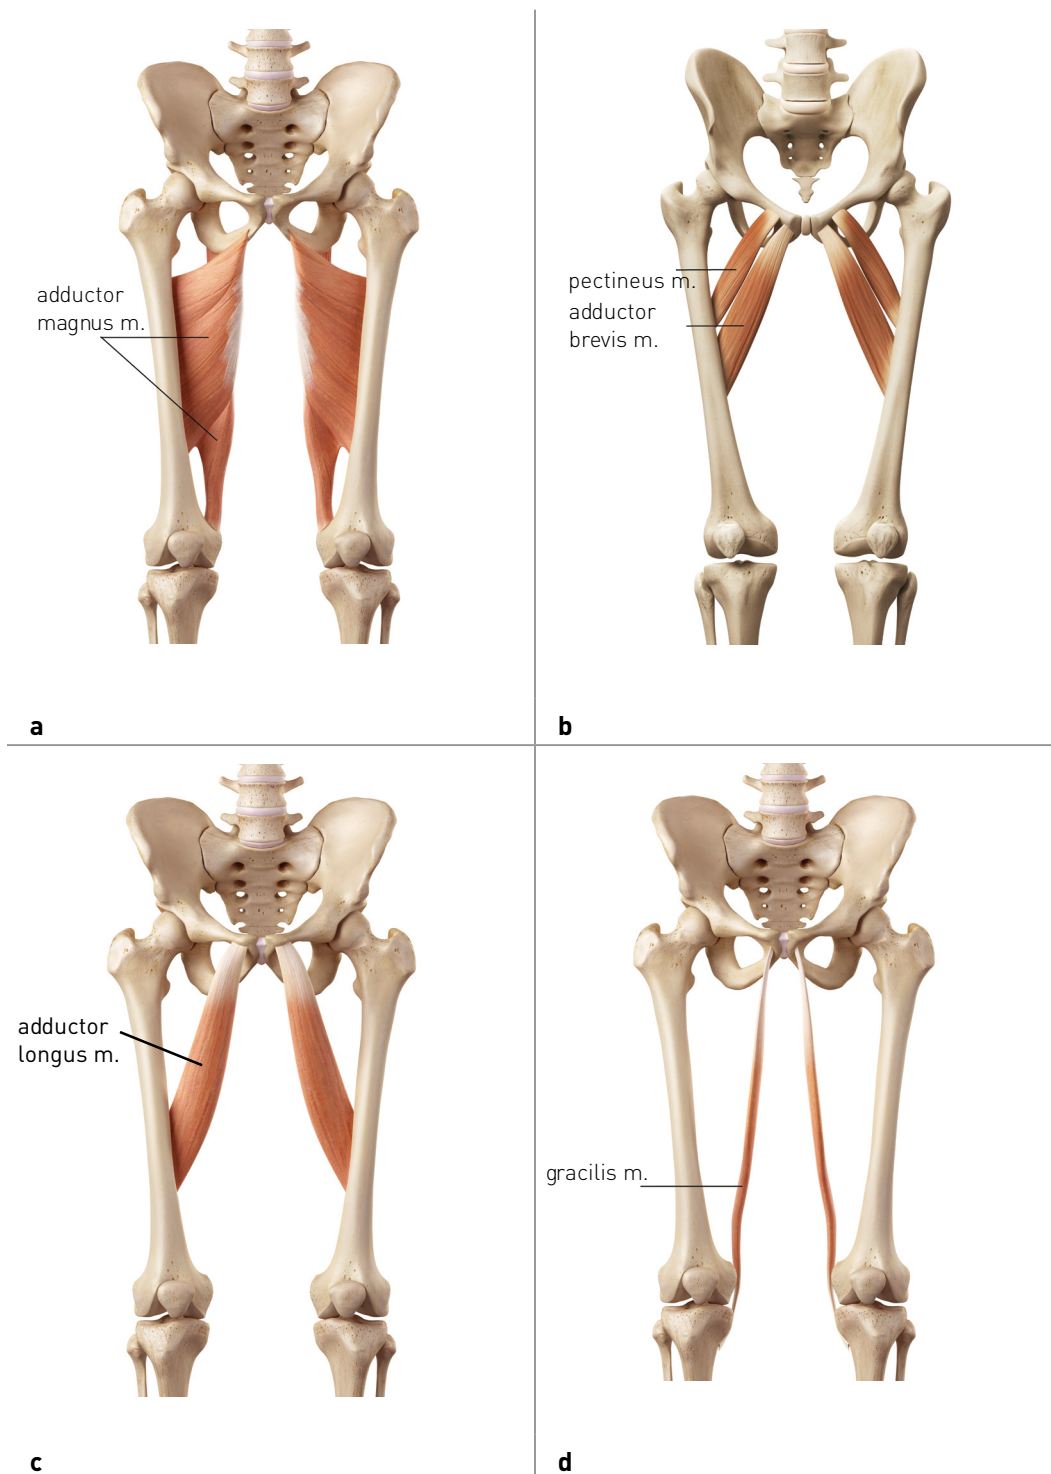 adductor
magnus m.
a
pectineus m.
adductor
brevis m.
b
adductor
longus m.
c
gracilis m.
d